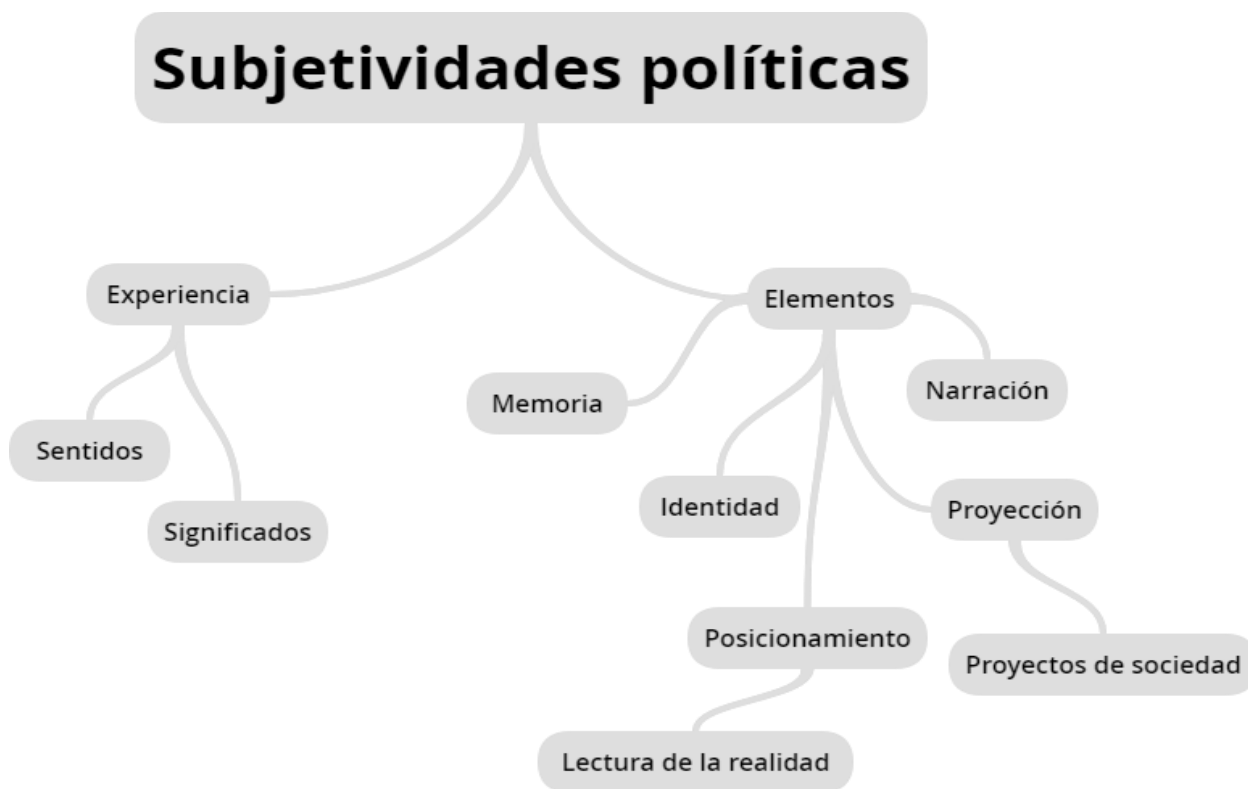 Subjetividades políticas
Experiencia
Elementos
Narración
Memoria
Sentidos
Identidad
Proyección
Significados
Posicionamiento
Proyectos de sociedad
Lectura de la realidad